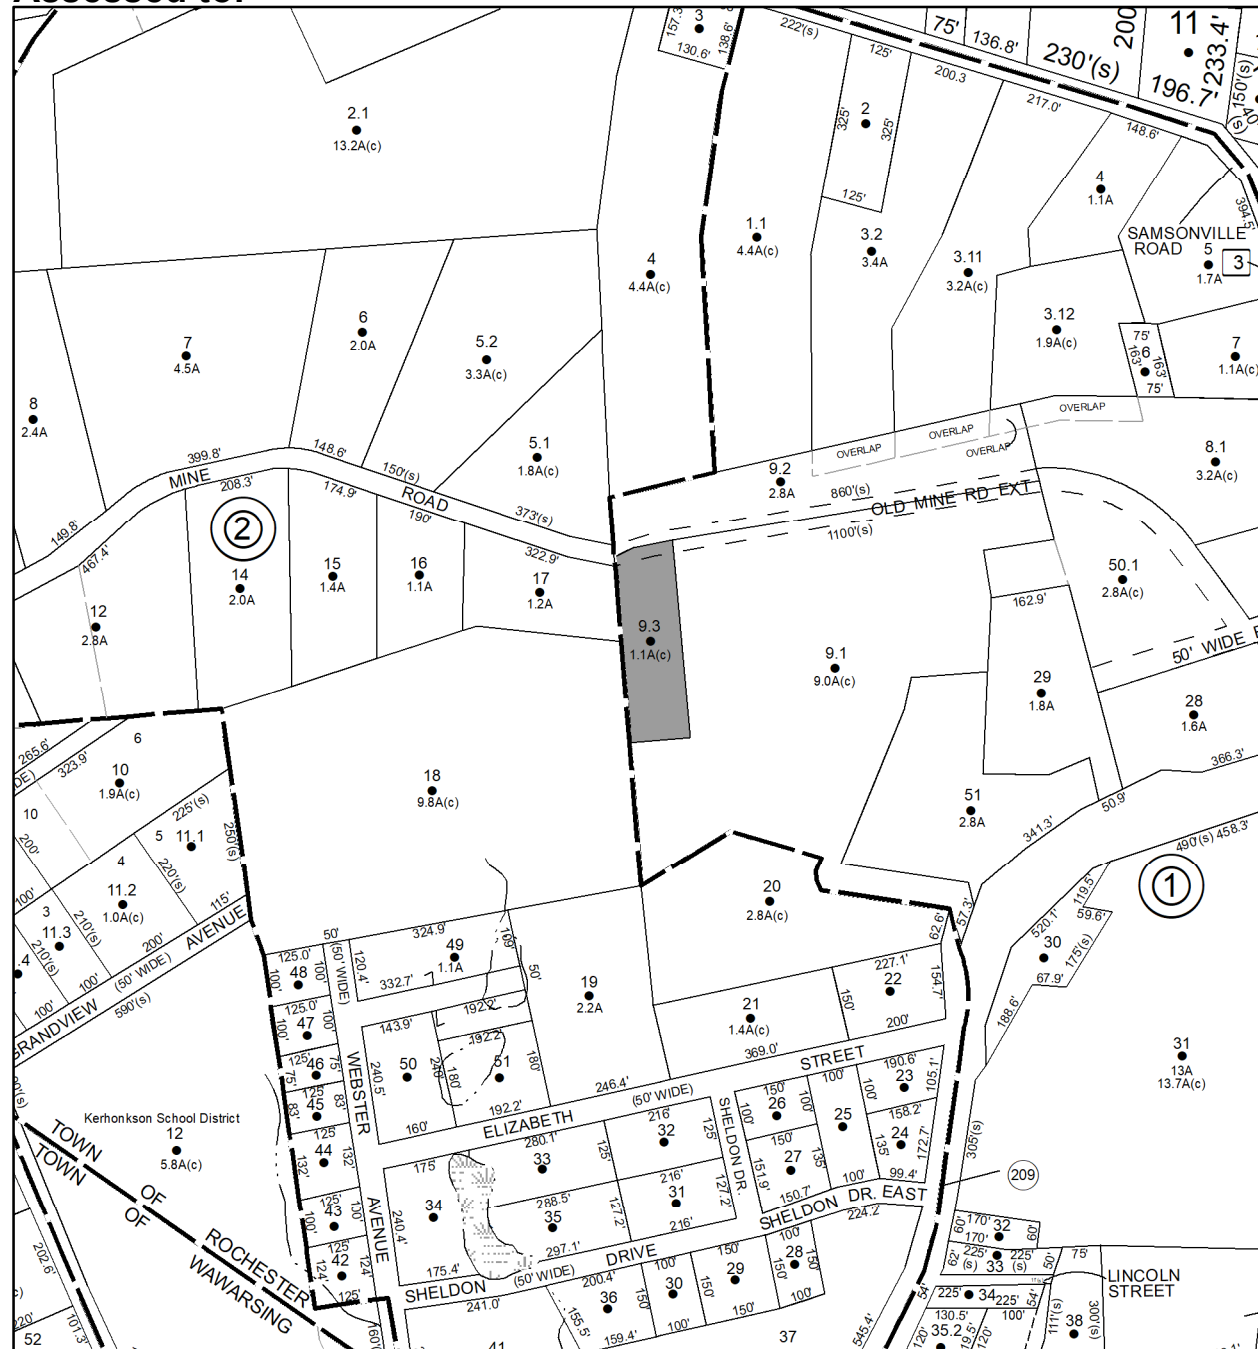 3
157.3
138.6'
130.6'
222'(s)
125'
75'
136.8'
200
11
233.4'
230'(s)
196.7'
150'(s)
200.3
217.0'
148.6'
2.1
13.2A(c)
2
325'
325'
125'
4
1.1A
394.5'
SAMSONVILLE
ROAD
5
1.7A
3
1.1
4.4A(c)
3.2
3.4A
3.11
3.2A(c)
4
4.4A(c)
3.12
1.9A(c)
75'
6
163'
163'
75'
7
1.1A(c)
7
4.5A
6
2.0A
5.2
3.3A(c)
8
2.4A
5.1
1.8A(c)
OVERLAP
OVERLAP
OVERLAP
OVERLAP
9.2
2.8A
860'(s)
OLD MINE RD EXT
1100'(s)
8.1
3.2A(c)
399.8'
MINE
208.3'
148.6'
174.9'
150'(s)
ROAD
190'
373'(s)
322.9'
149.8'
467.4'
2
14
2.0A
15
1.4A
16
1.1A
17
1.2A
12
2.8A
9.3
1.1A(c)
9.1
9.0A(c)
162.9'
50.1
2.8A(c)
50' WIDE
29
1.8A
28
1.6A
366.3'
50.9'
51
2.8A
341.3'
490'(s) 458.3'
1
265.6'
323.9'
6
10
1.9A(c)
10
200'
225'(s)
250'(s)
5
11.1
220'(s)
4
11.2
1.0A(c)
115'
100'
3
11.3
210'(s)
210'(s)
200'
AVENUE
100'
100'
(50' WIDE)
590'(s)
GRANDVIEW
18
9.8A(c)
20
2.8A(c)
62.6'
57.3'
119.5'
59.6'
520.1'
30
175'(s)
67.9'
188.6'
50'
(50' WIDE)
324.9'
49
1.1A
109'
120.4'
332.7'
125.0'
100'
48
100'
50'
19
2.2A
227.1'
22
154.7'
150'
21
1.4A(c)
200'
369.0'
125.0'
100'
47
100'
143.9'
192.2'
192.2'
50
240.5'
240'
180'
51
180'
192.2'
160'
246.4'
STREET
(50' WIDE)
ELIZABETH
WEBSTER
AVENUE
125'
46
75'
75'
125'
45
83'
83'
125'
44
132'
132'
125'
43
100'
100'
125'
42
124'
124'
125'
190.6'
23
105.1'
100'
100'
158.2'
24
172.7'
135'
99.4'
25
100'
150'
26
100'
100'
150'
27
151.9'
135'
150.7'
SHELDON DR.
SHELDON DR. EAST
224.2'
216'
32
125'
125'
216'
31
127.2'
127.2'
216'
280.1'
33
288.5'
35
297.1'
175'
34
240.4'
175.4'
SHELDON
(50' WIDE)
DRIVE
241.0'
200.4'
36
155.5'
159.4'
100'
30
150'
100'
150'
29
150'
150'
100'
28
150'
150'
100'
37
31
13A
13.7A(c)
305'(s)
209
Kerhonkson School District
12
5.8A(c)
TOWN OF ROCHESTER
TOWN OF WAWARSING
202.6'
101.3'
52
160'
41
170'
32
60'
60'
170'
225'
(s)
33
225'
(s)
62'
50'
75'
LINCOLN
STREET
225'
34
225'
54'
54'
130.5'
100'
35.2
120'
120'
111'(s)
300'(s)
38
545.4'